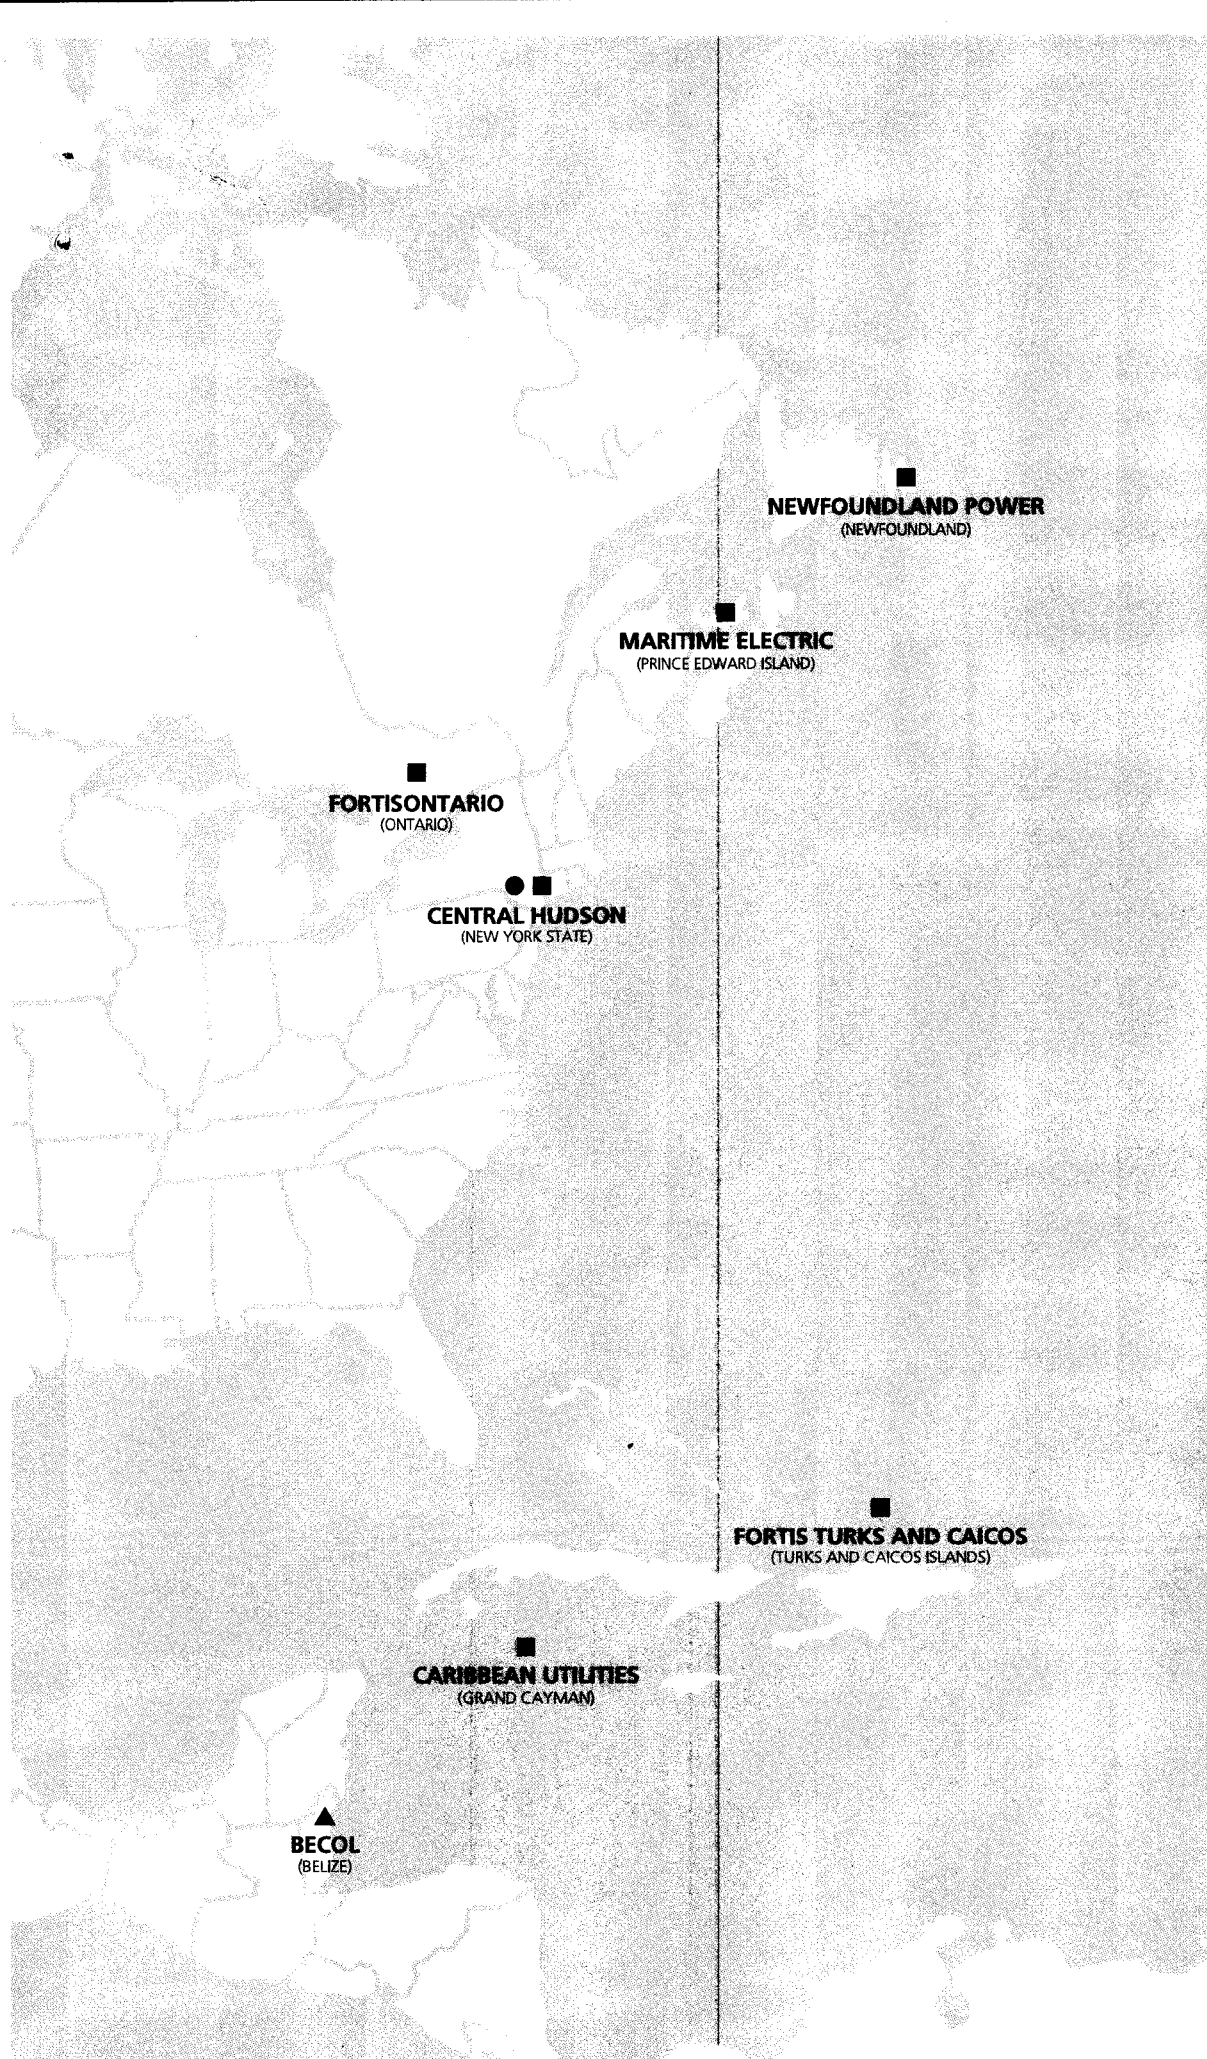 NEWFOUNDLAND POWER
(NEWFOUNDLAND)
MARITIME ELECTRIC
(PRINCE EDWARD ISLAND)
FORTISONTARIO
(ONTARIO)
CENTRAL HUDSON
(NEW YORK STATE)
FORTIS TURKS AND CAICOS
(TURKS AND CAICOS ISLANDS)
CARIBBEAN UTILITIES
(GRAND CAYMAN)
BECOL
(BELIZE)